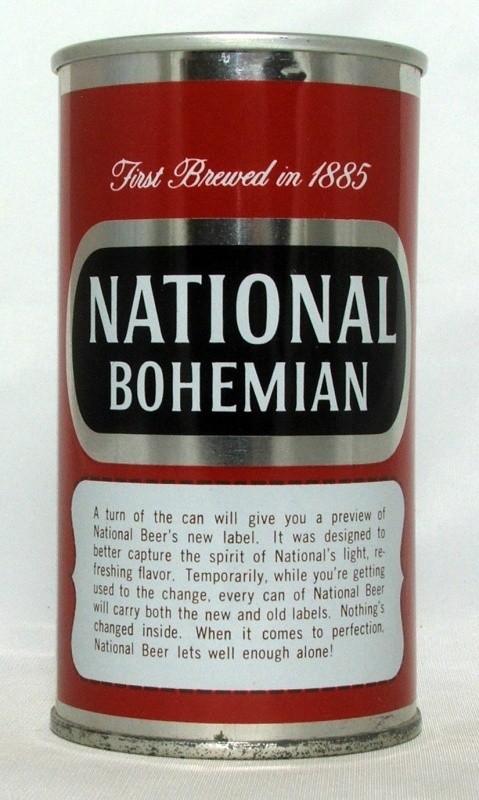 First Brewed in 1885
NATIONAL
BOHEMIAN
A turn of the can will give you a preview of
National Beer's new label. It was designed to
better capture the spirit of National's light, re-
freshing flavor. Temporarily, while you're getting
used to the change, every can of National Beer
will carry both the new and old labels. Nothing's
changed inside. When it comes to perfection,
National Beer lets well enough alone!